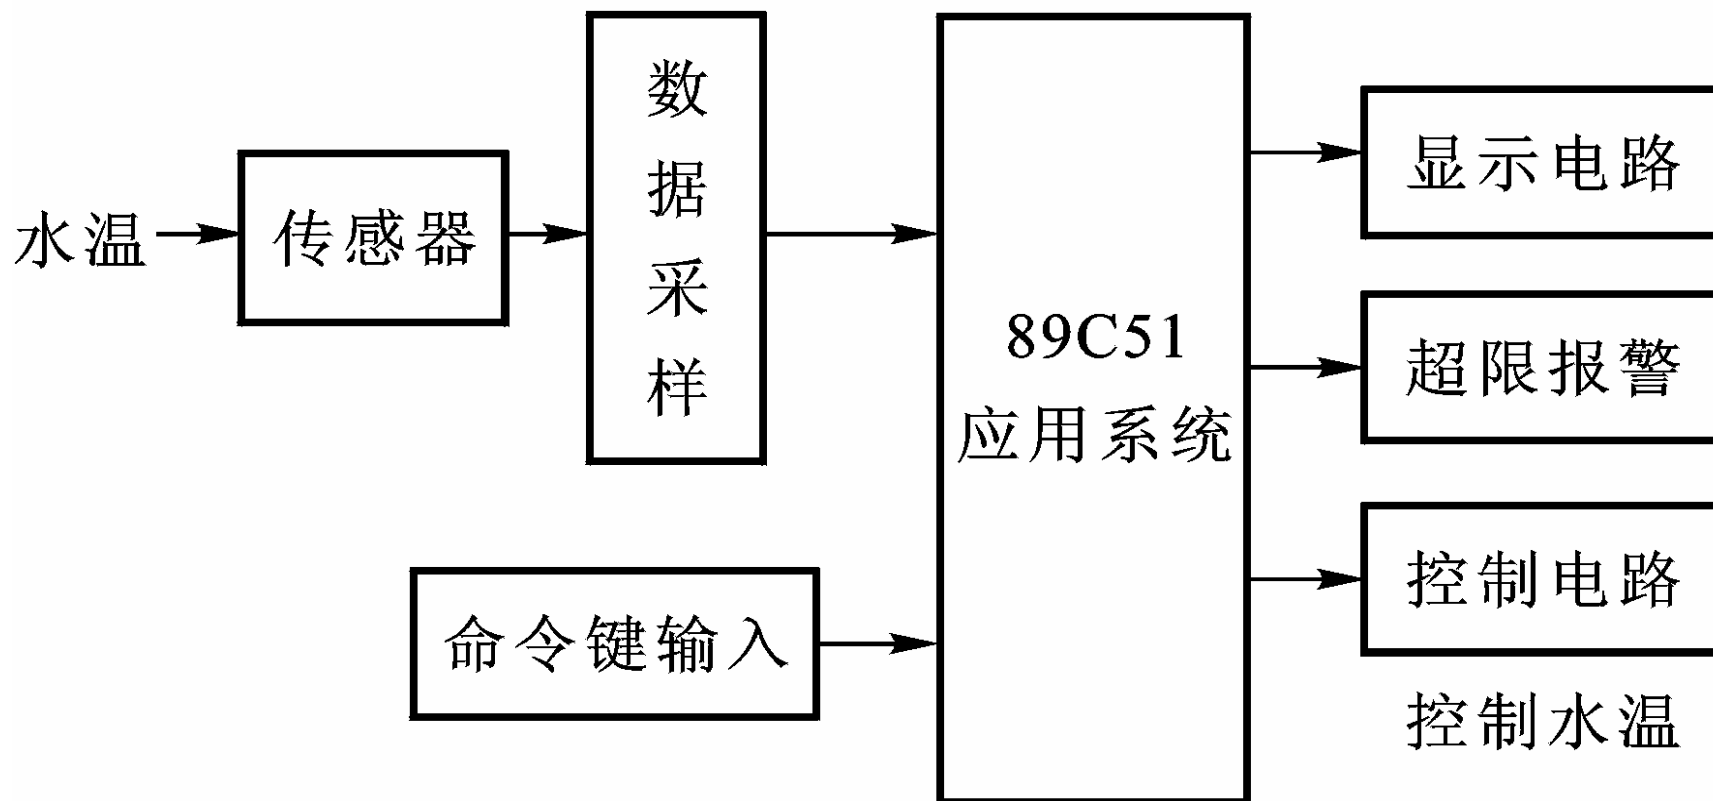 水温
传感器
数据采样
89C51
应用系统
命令键输入
显示电路
超限报警
控制电路
控制水温